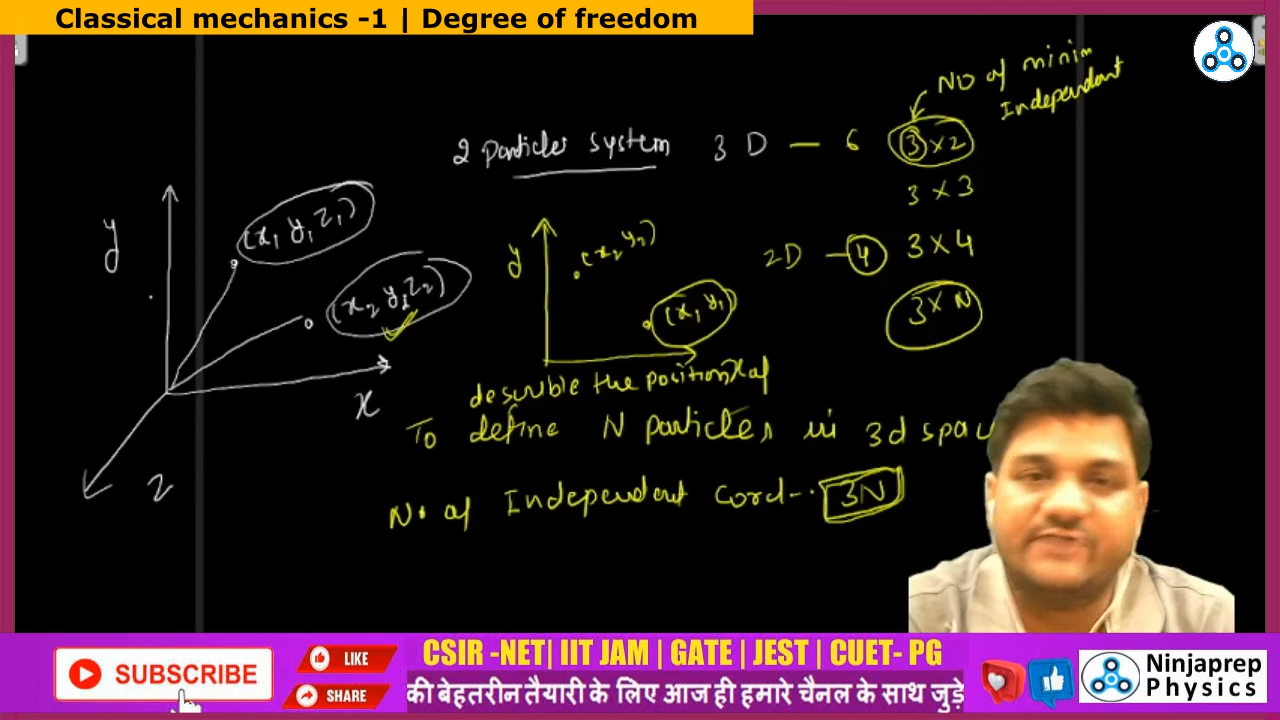 Classical mechanics -1 | Degree of freedom
NO of minim
Independent
2 Particles system 3 D — 6 3 × 2
3 × 3
y
(x₁ y₁ z₁)
y
(x₂ y₂)
2D — 4 3 × 4
(x₂ y₂ z₂)
(x₁ y₁)
3 × N
x
z
describle the position of
To define N particles in 3d spac
No of Independent cord-- 3N
SUBSCRIBE
LIKE
SHARE
CSIR -NET| IIT JAM | GATE | JEST | CUET- PG
की बेहतरीन तैयारी के लिए आज ही हमारे चैनल के साथ जुड़े
Ninjaprep
Physics